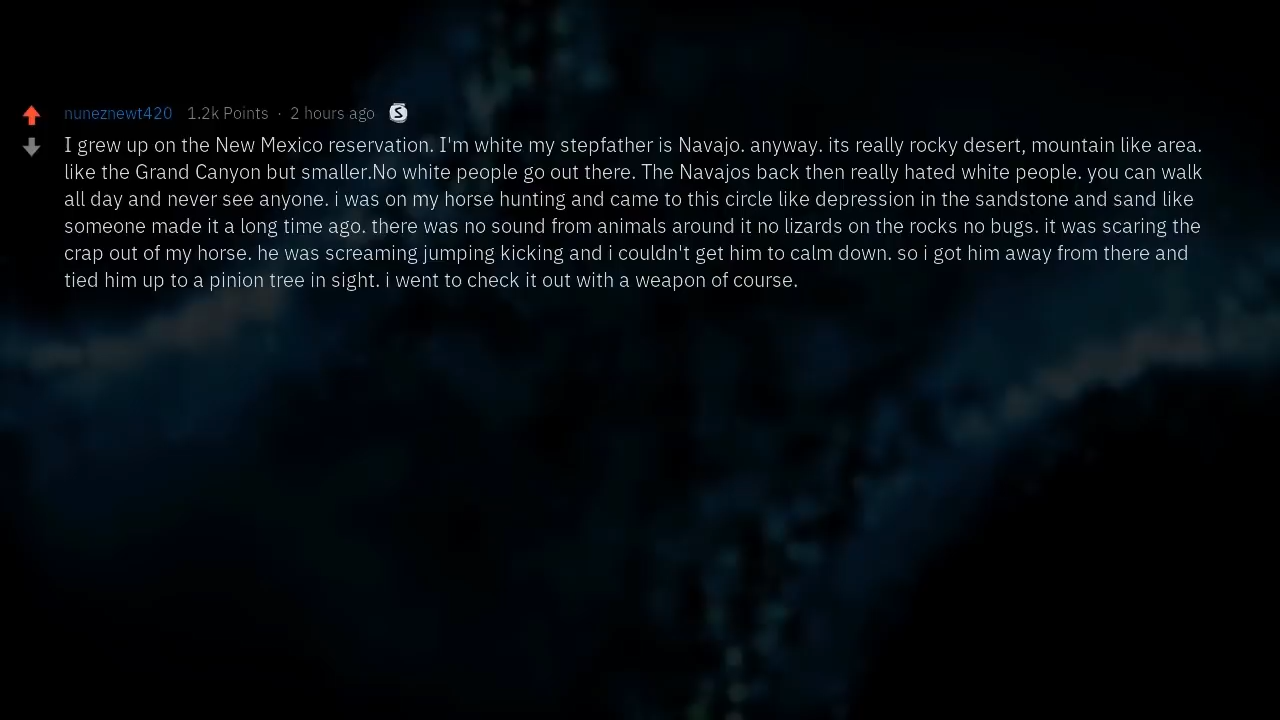 nuneznewt420 1.2k Points · 2 hours ago S
I grew up on the New Mexico reservation. I'm white my stepfather is Navajo. anyway. its really rocky desert, mountain like area.
like the Grand Canyon but smaller.No white people go out there. The Navajos back then really hated white people. you can walk
all day and never see anyone. i was on my horse hunting and came to this circle like depression in the sandstone and sand like
someone made it a long time ago. there was no sound from animals around it no lizards on the rocks no bugs. it was scaring the
crap out of my horse. he was screaming jumping kicking and i couldn't get him to calm down. so i got him away from there and
tied him up to a pinion tree in sight. i went to check it out with a weapon of course.